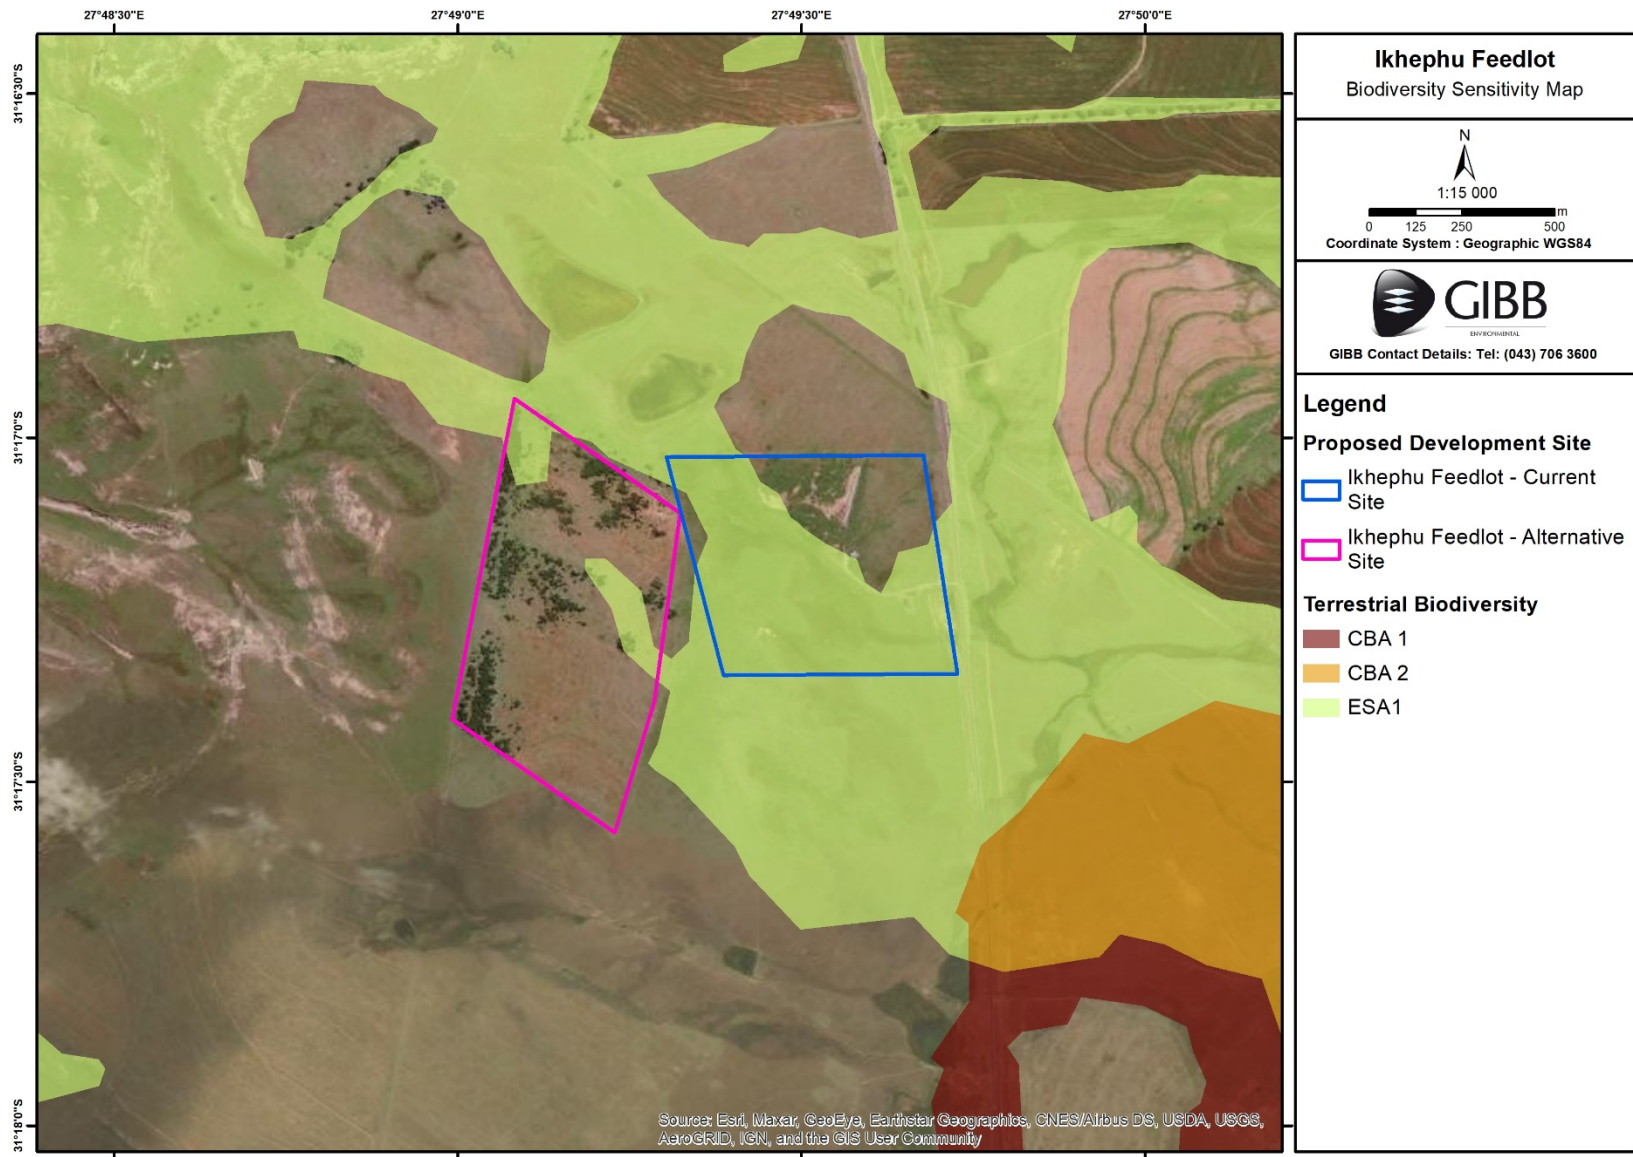 27°48'30"E
27°49'0"E
27°49'30"E
27°50'0"E
31°16'30"S
31°17'0"S
31°17'30"S
31°18'0"S
Source: Esri, Maxar, GeoEye, Earthstar Geographics, CNES/Airbus DS, USDA, USGS,
AeroGRID, IGN, and the GIS User Community
Ikhephu Feedlot
Biodiversity Sensitivity Map
N
1:15 000
m
0 125 250 500
Coordinate System : Geographic WGS84
GIBB
ENVIRONMENTAL
GIBB Contact Details: Tel: (043) 706 3600
Legend
Proposed Development Site
Ikhephu Feedlot - Current
Site
Ikhephu Feedlot - Alternative
Site
Terrestrial Biodiversity
CBA 1
CBA 2
ESA1